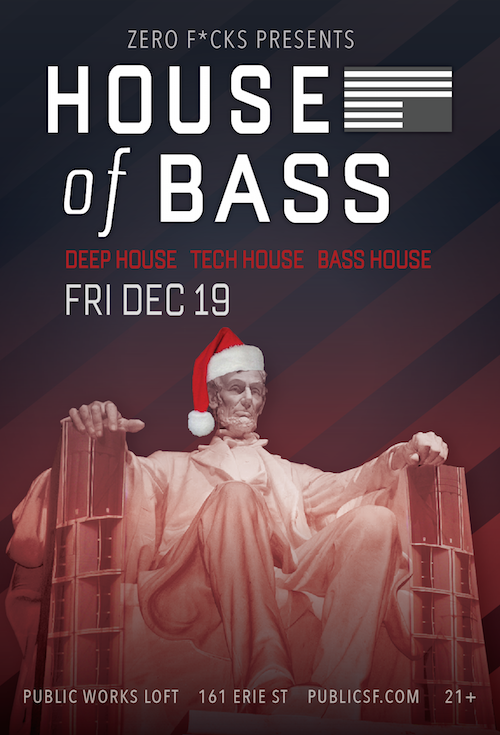 ZERO F*CKS PRESENTS
HOUSE
of BASS
DEEP HOUSE TECH HOUSE BASS HOUSE
FRI DEC 19
PUBLIC WORKS LOFT 161 ERIE ST PUBLICSF.COM 21+